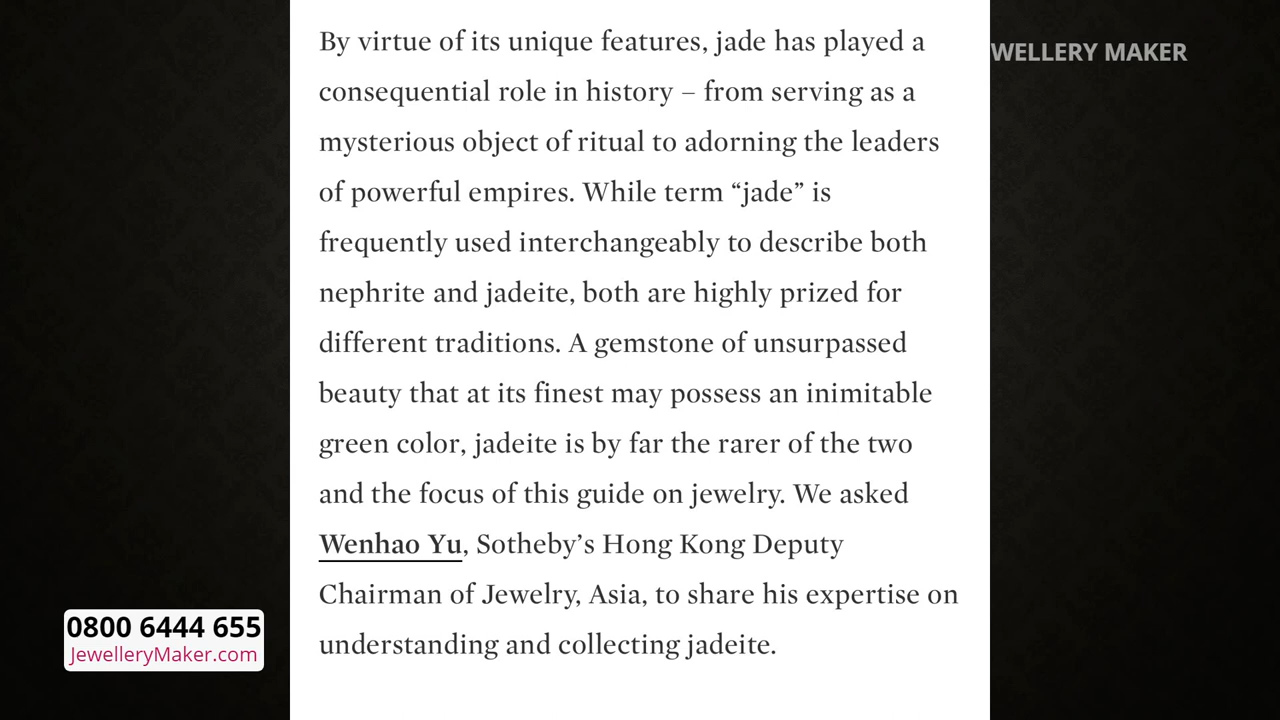 By virtue of its unique features, jade has played a
consequential role in history – from serving as a
mysterious object of ritual to adorning the leaders
of powerful empires. While term “jade” is
frequently used interchangeably to describe both
nephrite and jadeite, both are highly prized for
different traditions. A gemstone of unsurpassed
beauty that at its finest may possess an inimitable
green color, jadeite is by far the rarer of the two
and the focus of this guide on jewelry. We asked
Wenhao Yu, Sotheby’s Hong Kong Deputy
Chairman of Jewelry, Asia, to share his expertise on
understanding and collecting jadeite.
WELLERY MAKER
0800 6444 655
JewelleryMaker.com